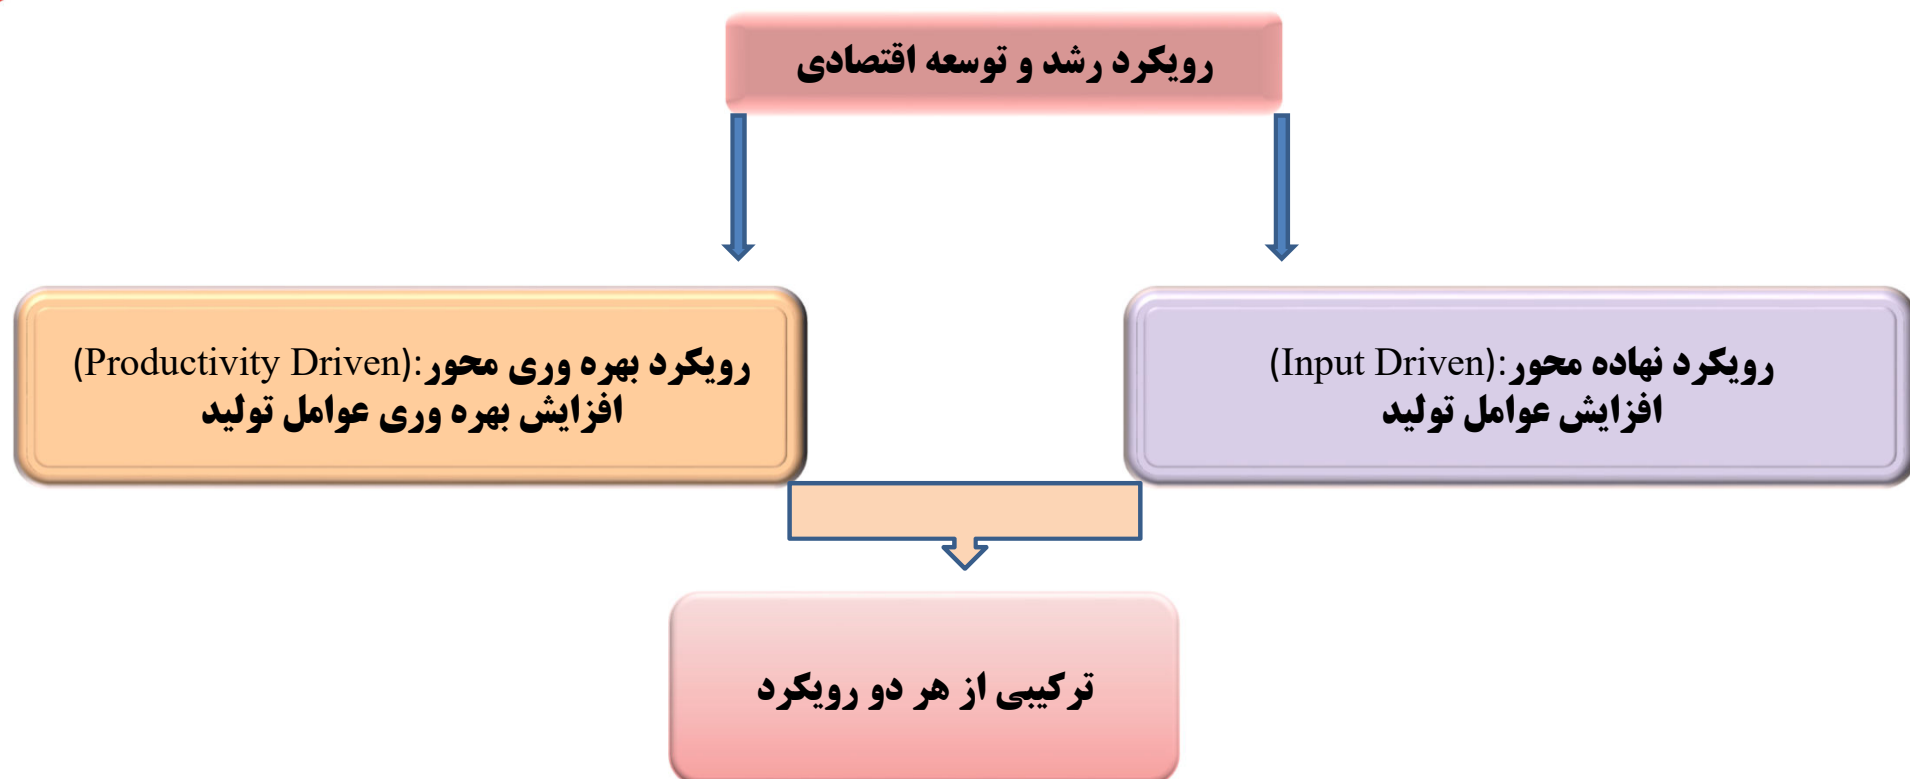 رویکرد رشد و توسعه اقتصادی
رویکرد نهاده محور:(Input Driven)
افزایش عوامل تولید
رویکرد بهره وری محور:(Productivity Driven)
افزایش بهره وری عوامل تولید
ترکیبی از هر دو رویکرد